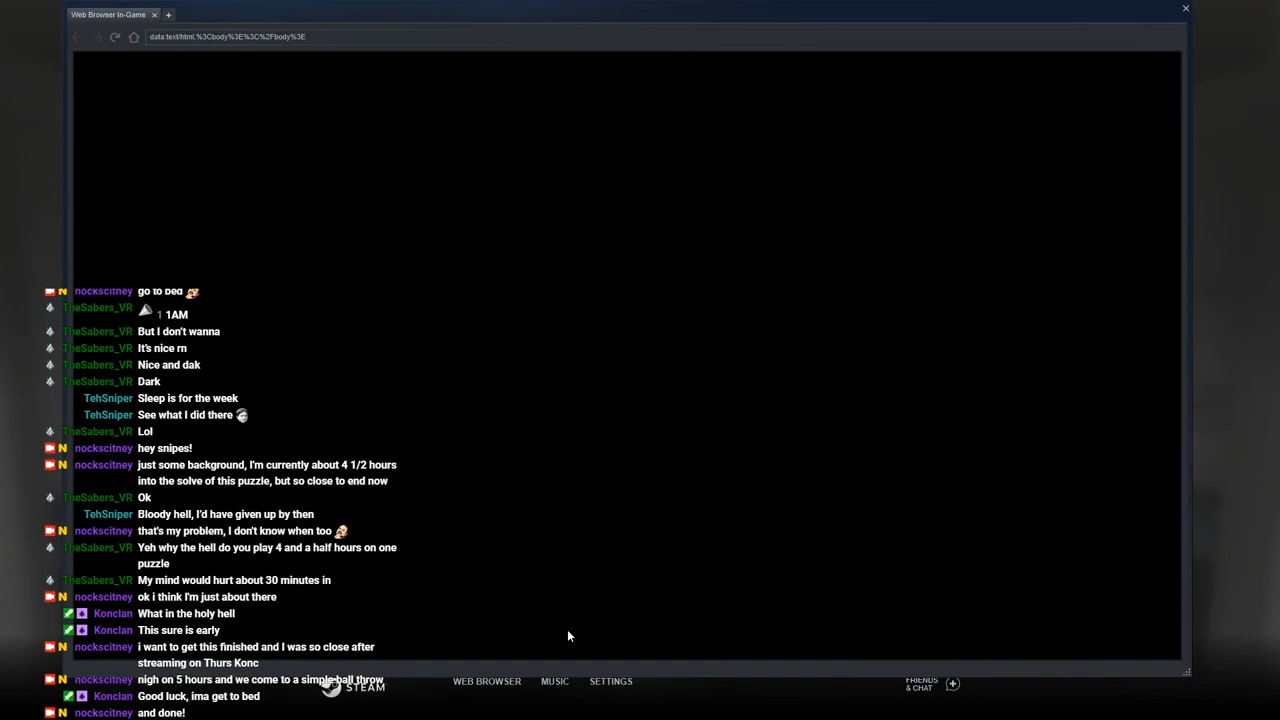 Web Browser In-Game
data:text/html,%3Cbody%3E%3C%2Fbody%3E
nockscitney go to bed
TheSabers_VR 1 1AM
TheSabers_VR But I don't wanna
TheSabers_VR It's nice rn
TheSabers_VR Nice and dak
TheSabers_VR Dark
TehSniper Sleep is for the week
TehSniper See what I did there
TheSabers_VR Lol
N nockscitney hey snipes!
N nockscitney just some background, I'm currently about 4 1/2 hours
into the solve of this puzzle, but so close to end now
TheSabers_VR Ok
TehSniper Bloody hell, I'd have given up by then
N nockscitney that's my problem, I don't know when too
TheSabers_VR Yeh why the hell do you play 4 and a half hours on one
puzzle
TheSabers_VR My mind would hurt about 30 minutes in
N nockscitney ok i think I'm just about there
Konclan What in the holy hell
Konclan This sure is early
N nockscitney i want to get this finished and I was so close after
streaming on Thurs Konc
N nockscitney nigh on 5 hours and we come to a simple ball throw
Konclan Good luck, ima get to bed
N nockscitney and done!
STEAM
WEB BROWSER MUSIC SETTINGS
FRIENDS
& CHAT